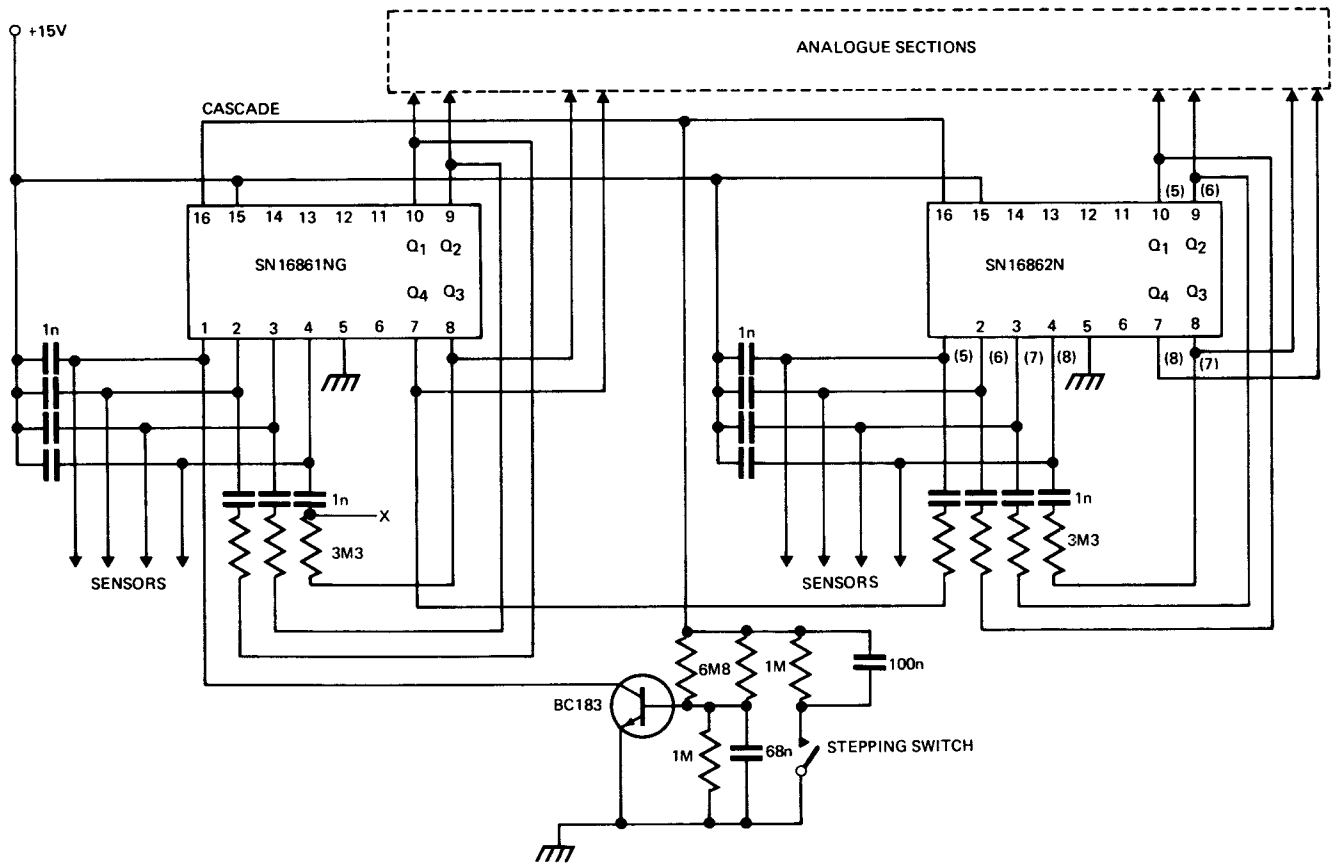 +15V
ANALOGUE SECTIONS
CASCADE
(5) (6)
16 15 14 13 12 11 10 9
16 15 14 13 12 11 10 9
Q1 Q2
Q1 Q2
SN16861NG
SN16862N
Q4 Q3
Q4 Q3
1 2 3 4 5 6 7 8
2 3 4 5 6 7 8
1n
1n
(5) (6) (7) (8)
(8) (7)
1n
1n
X
3M3
3M3
SENSORS
SENSORS
6M8
1M
100n
BC183
1M
68n
STEPPING SWITCH